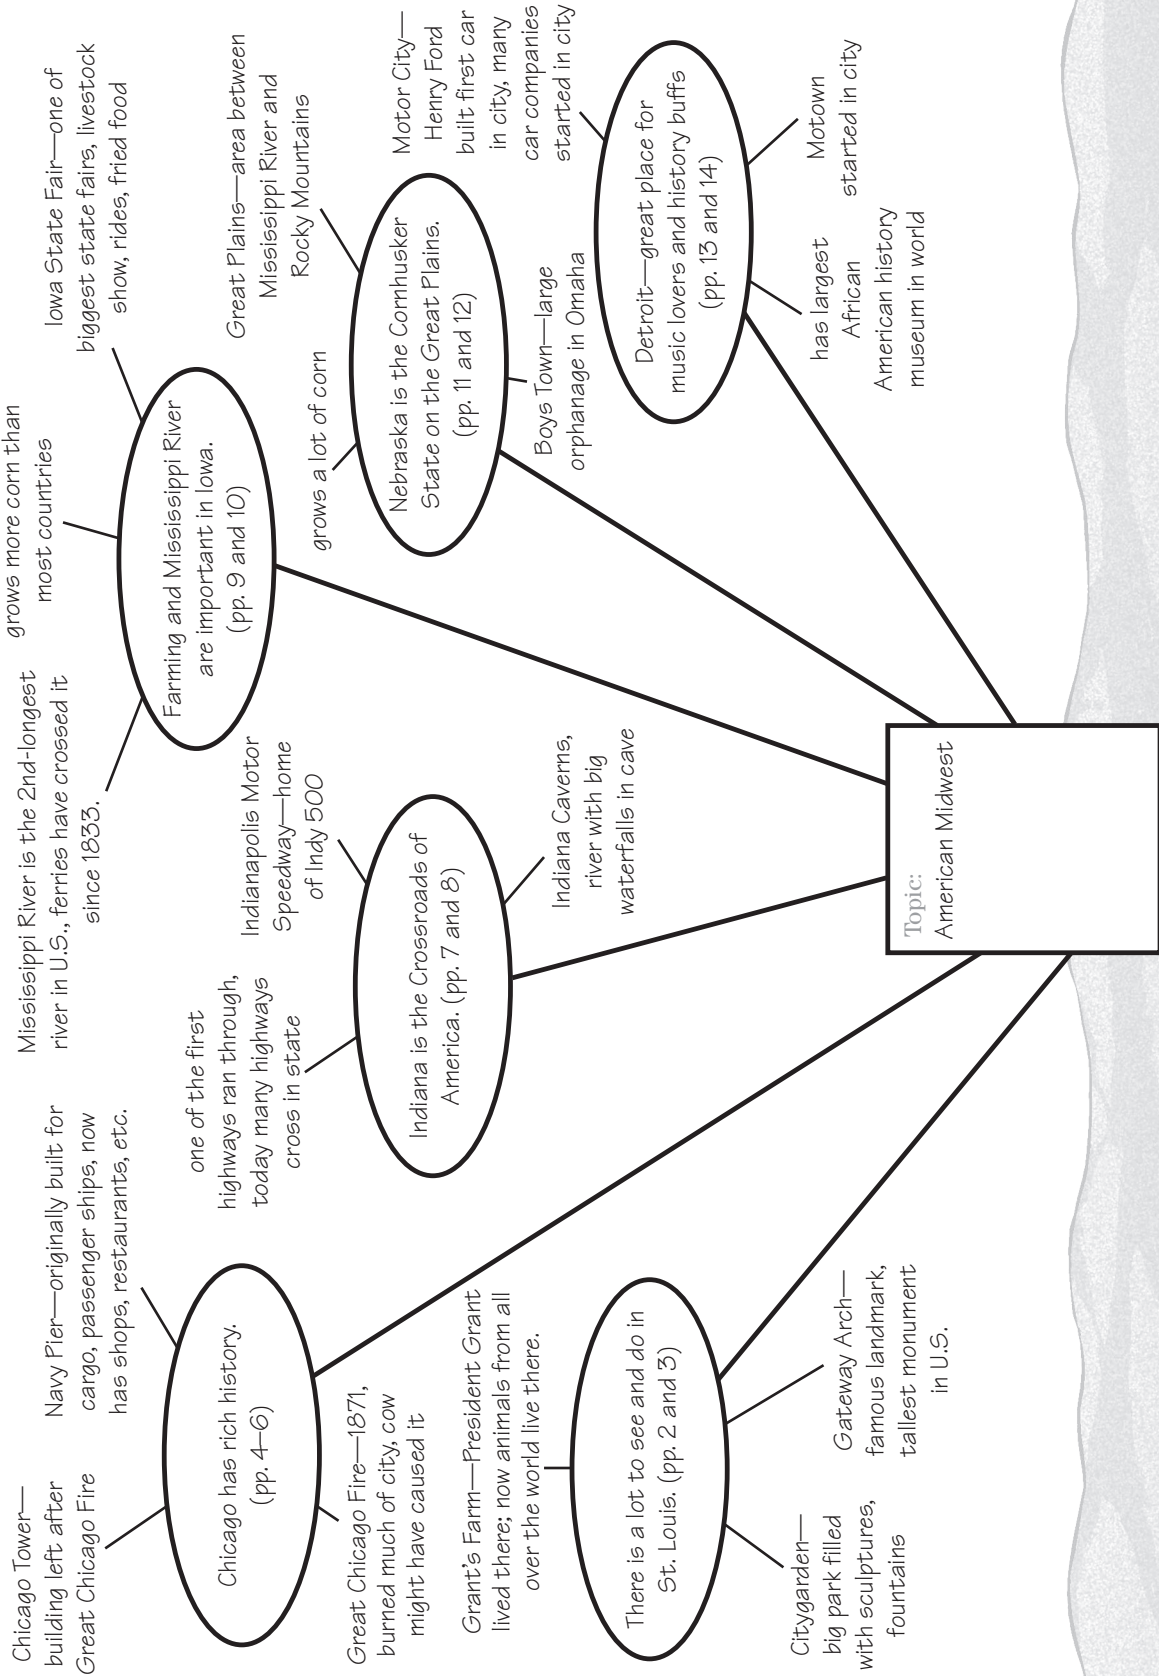 Topic:
American Midwest
There is a lot to see and do in
St. Louis. (pp. 2 and 3)
Citygarden—
big park filled
with sculptures,
fountains
Grant's Farm—President Grant
lived there; now animals from all
over the world live there.
Gateway Arch—
famous landmark,
tallest monument
in U.S.
Chicago has rich history.
(pp. 4–6)
Great Chicago Fire—1871,
burned much of city, cow
might have caused it
Chicago Tower—
building left after
Great Chicago Fire
Navy Pier—originally built for
cargo, passenger ships, now
has shops, restaurants, etc.
Indiana is the Crossroads of
America. (pp. 7 and 8)
one of the first
highways ran through,
today many highways
cross in state
Indianapolis Motor
Speedway—home
of Indy 500
Indiana Caverns,
river with big
waterfalls in cave
Farming and Mississippi River
are important in Iowa.
(pp. 9 and 10)
Mississippi River is the 2nd-longest
river in U.S., ferries have crossed it
since 1833.
grows more corn than
most countries
Iowa State Fair—one of
biggest state fairs, livestock
show, rides, fried food
Nebraska is the Cornhusker
State on the Great Plains.
(pp. 11 and 12)
grows a lot of corn
Great Plains—area between
Mississippi River and
Rocky Mountains
Boys Town—large
orphanage in Omaha
Detroit—great place for
music lovers and history buffs
(pp. 13 and 14)
Motor City—
Henry Ford
built first car
in city, many
car companies
started in city
has largest
African
American history
museum in world
Motown
started in city